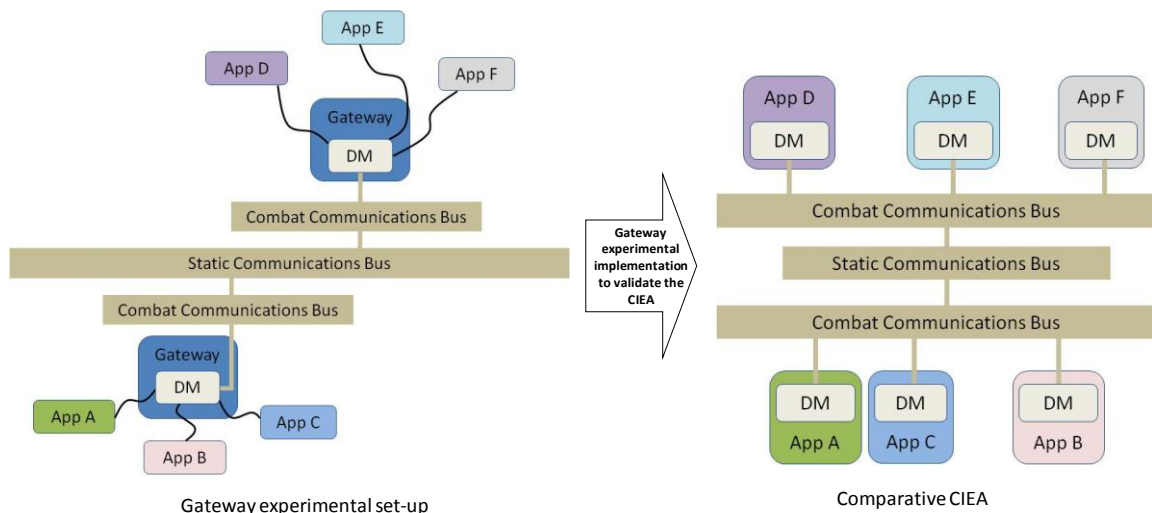 App E
App D
App F
Gateway
DM
Combat Communications Bus
Static Communications Bus
Combat Communications Bus
Gateway
DM
App A
App C
App B
Gateway experimental set-up
Gateway
experimental
implementation
to validate the
CIEA
App D
App E
App F
DM
DM
DM
Combat Communications Bus
Static Communications Bus
Combat Communications Bus
DM
DM
DM
App A
App C
App B
Comparative CIEA